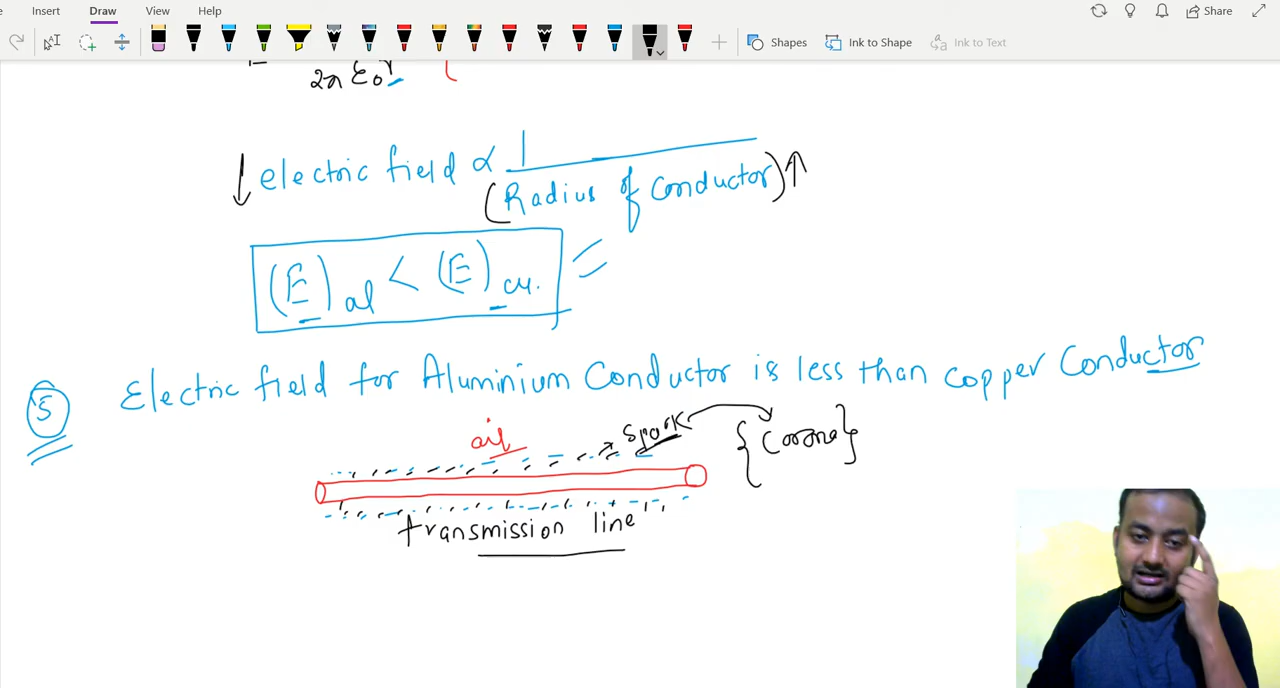 Insert Draw View Help
Share
Shapes Ink to Shape Ink to Text
2π ε₀r
↓ electric field ∝ 1
(Radius of Conductor) ↑
(E)al < (E)cu.
5 Electric field for Aluminium Conductor is less than copper Conductor
air spark {Corona}
transmission line